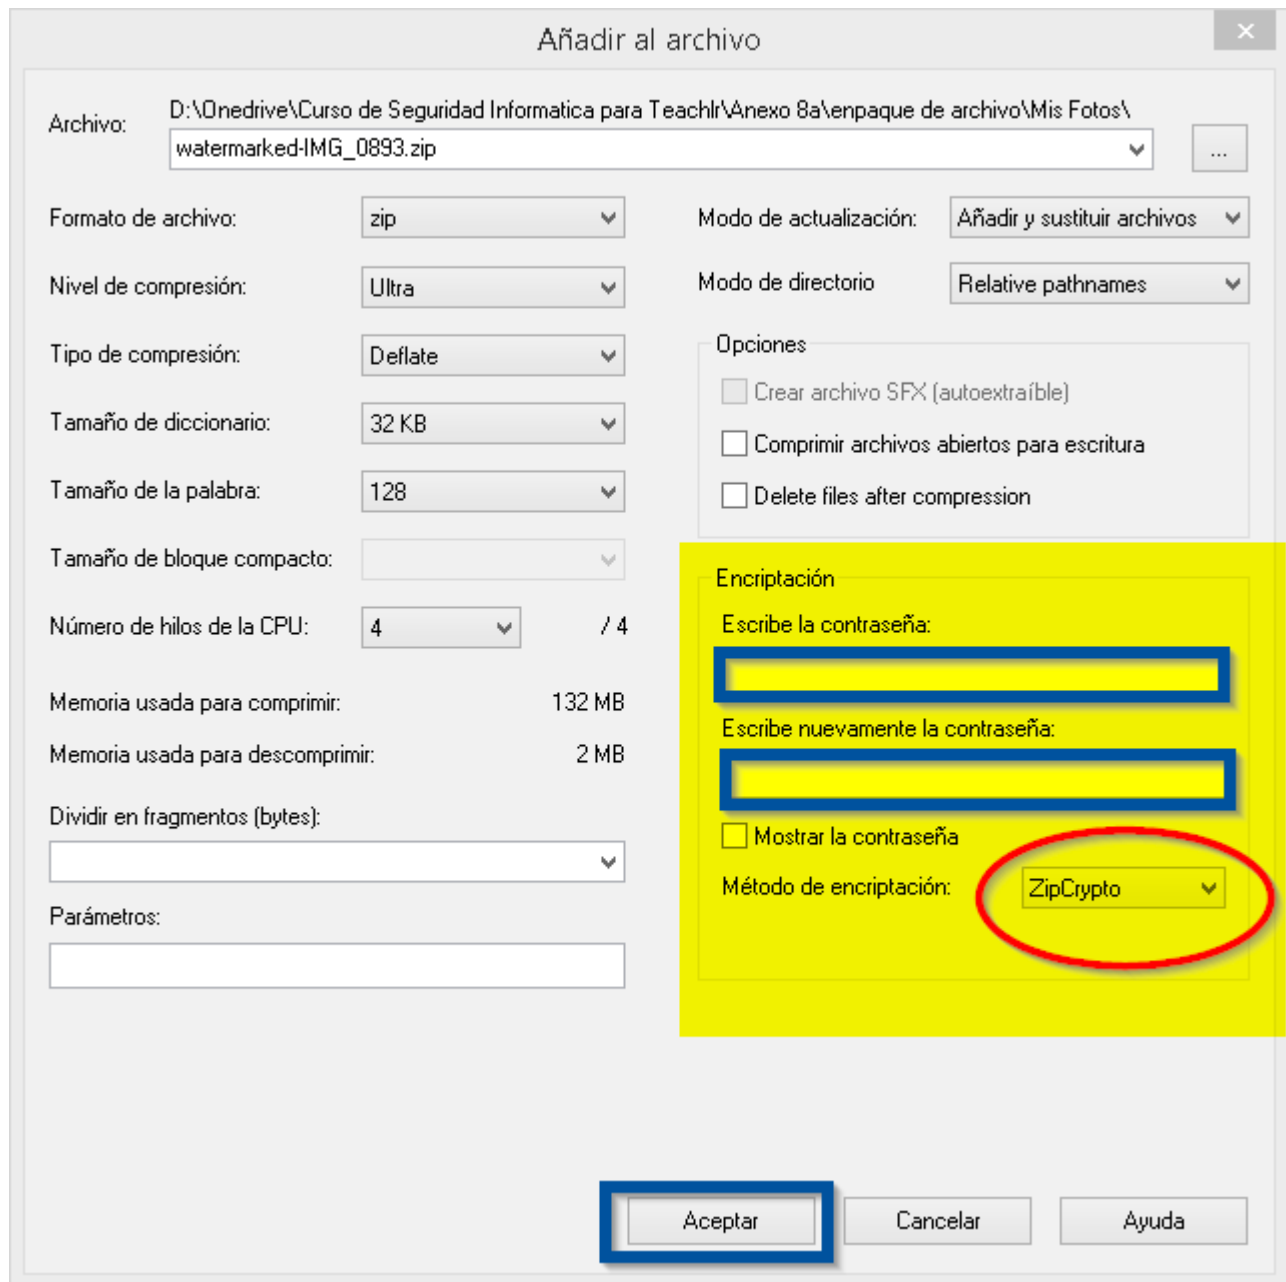 Añadir al archivo
Archivo:
D:\Onedrive\Curso de Seguridad Informatica para Teachlr\Anexo 8a\enpaque de archivo\Mis Fotos\
watermarked-IMG_0893.zip
...
Formato de archivo: zip
Nivel de compresión: Ultra
Tipo de compresión: Deflate
Tamaño de diccionario: 32 KB
Tamaño de la palabra: 128
Tamaño de bloque compacto:
Número de hilos de la CPU: 4 / 4
Memoria usada para comprimir: 132 MB
Memoria usada para descomprimir: 2 MB
Dividir en fragmentos (bytes):
Parámetros:
Modo de actualización: Añadir y sustituir archivos
Modo de directorio Relative pathnames
Opciones
Crear archivo SFX (autoextraíble)
Comprimir archivos abiertos para escritura
Delete files after compression
Encriptación
Escribe la contraseña:
Escribe nuevamente la contraseña:
Mostrar la contraseña
Método de encriptación: ZipCrypto
Aceptar Cancelar Ayuda